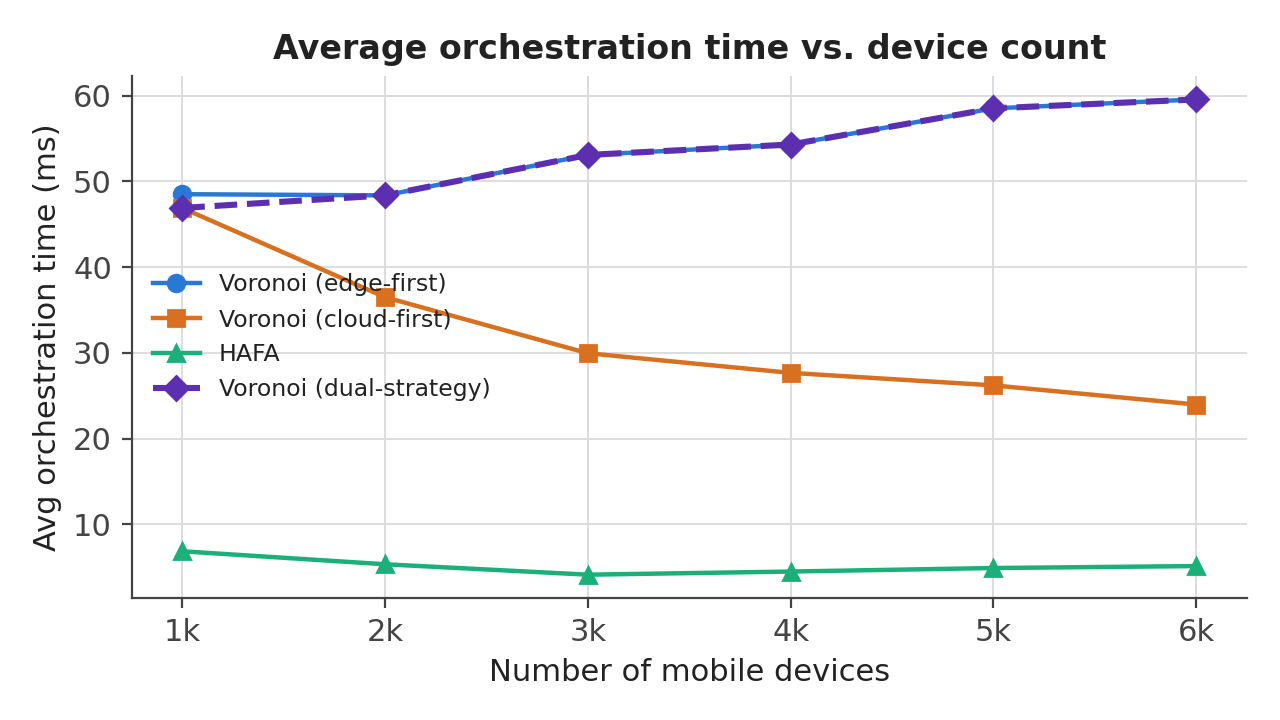 Average orchestration time vs. device count
Avg orchestration time (ms)
60
50
40
30
20
10
Voronoi (edge-first)
Voronoi (cloud-first)
HAFA
Voronoi (dual-strategy)
1k 2k 3k 4k 5k 6k
Number of mobile devices